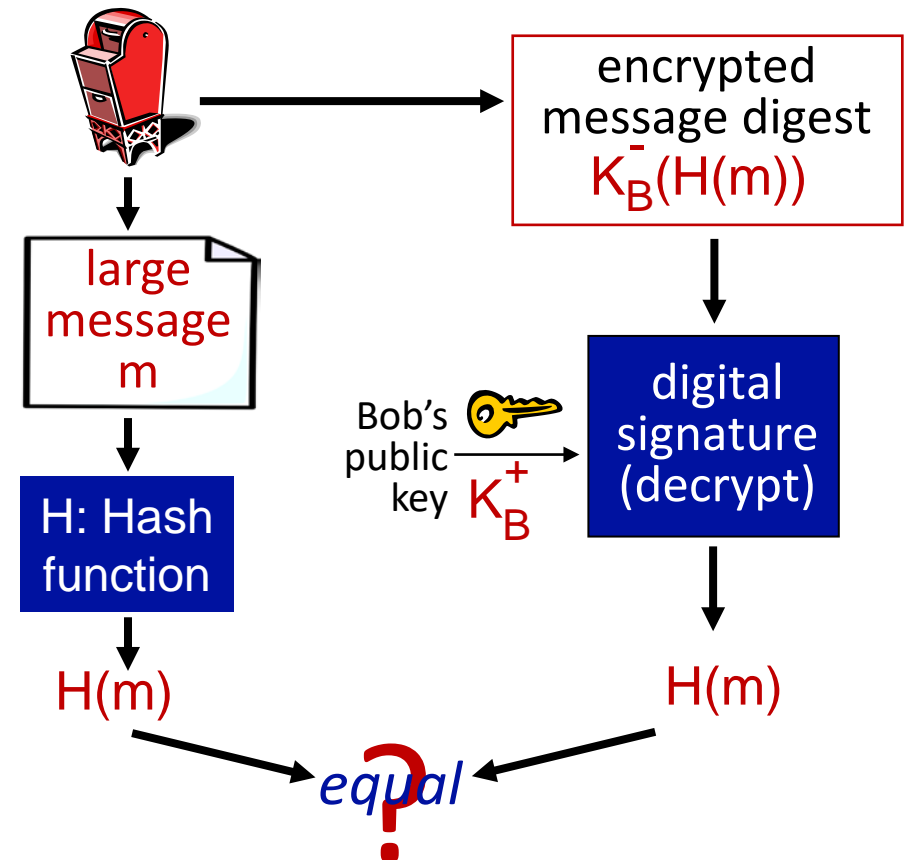 encrypted
message digest
K_B^-(H(m))
large
message
m
Bob's
public
key K_B^+
digital
signature
(decrypt)
H: Hash
function
H(m)
H(m)
equal
?